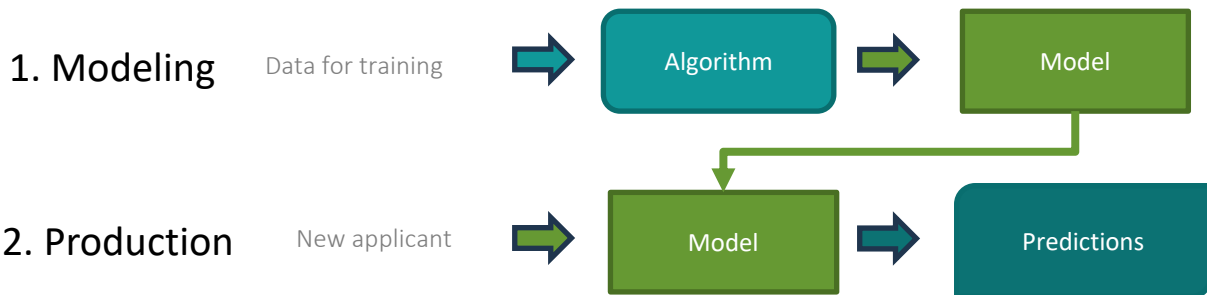 1. Modeling
Data for training
Algorithm
Model
2. Production
New applicant
Model
Predictions